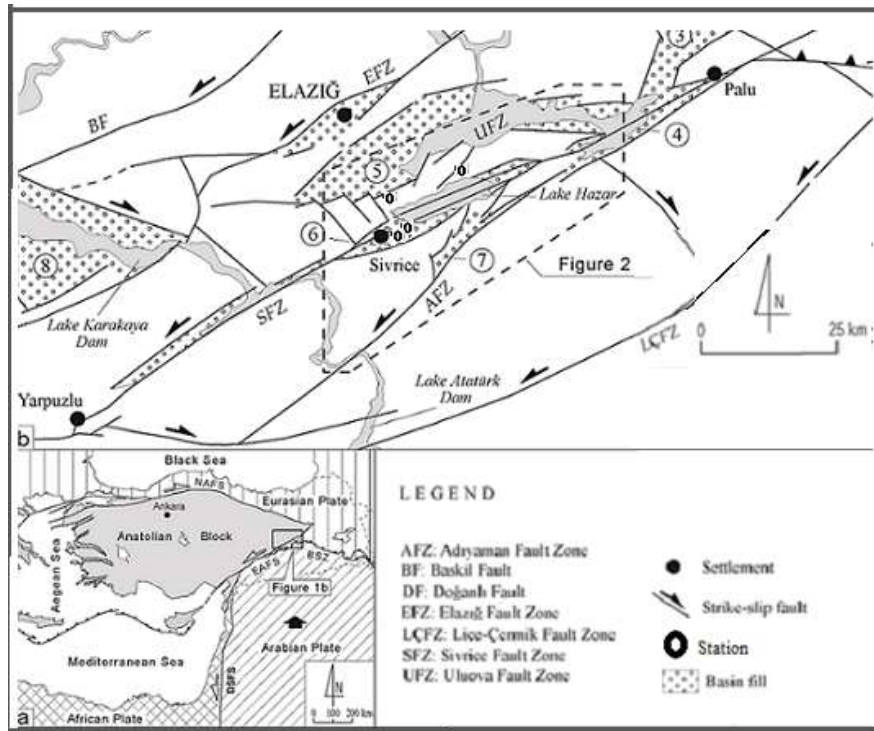 3
ELAZIĞ
EFZ
Palu
BF
UFZ
4
5
Lake Hazar
6
Sivrice
7
Figure 2
8
AFZ
SFZ
N
Lake Karakaya
Dam
0 25 km
LÇFZ
Lake Atatürk
Dam
Yarpuzlu
b
Black Sea
NAFS
Ankara
Eurasian Plate
Anatolian Block
Aegean Sea
BSZ
EAFS
Figure 1b
Arabian Plate
Mediterranean Sea
DSFS
N
0 100 200 km
African Plate
a
LEGEND
AFZ: Adıyaman Fault Zone
BF: Baskil Fault
DF: Doğanlı Fault
EFZ: Elazığ Fault Zone
LÇFZ: Lice-Çermik Fault Zone
SFZ: Sivrice Fault Zone
UFZ: Uluova Fault Zone
Settlement
Strike-slip fault
Station
Basin fill